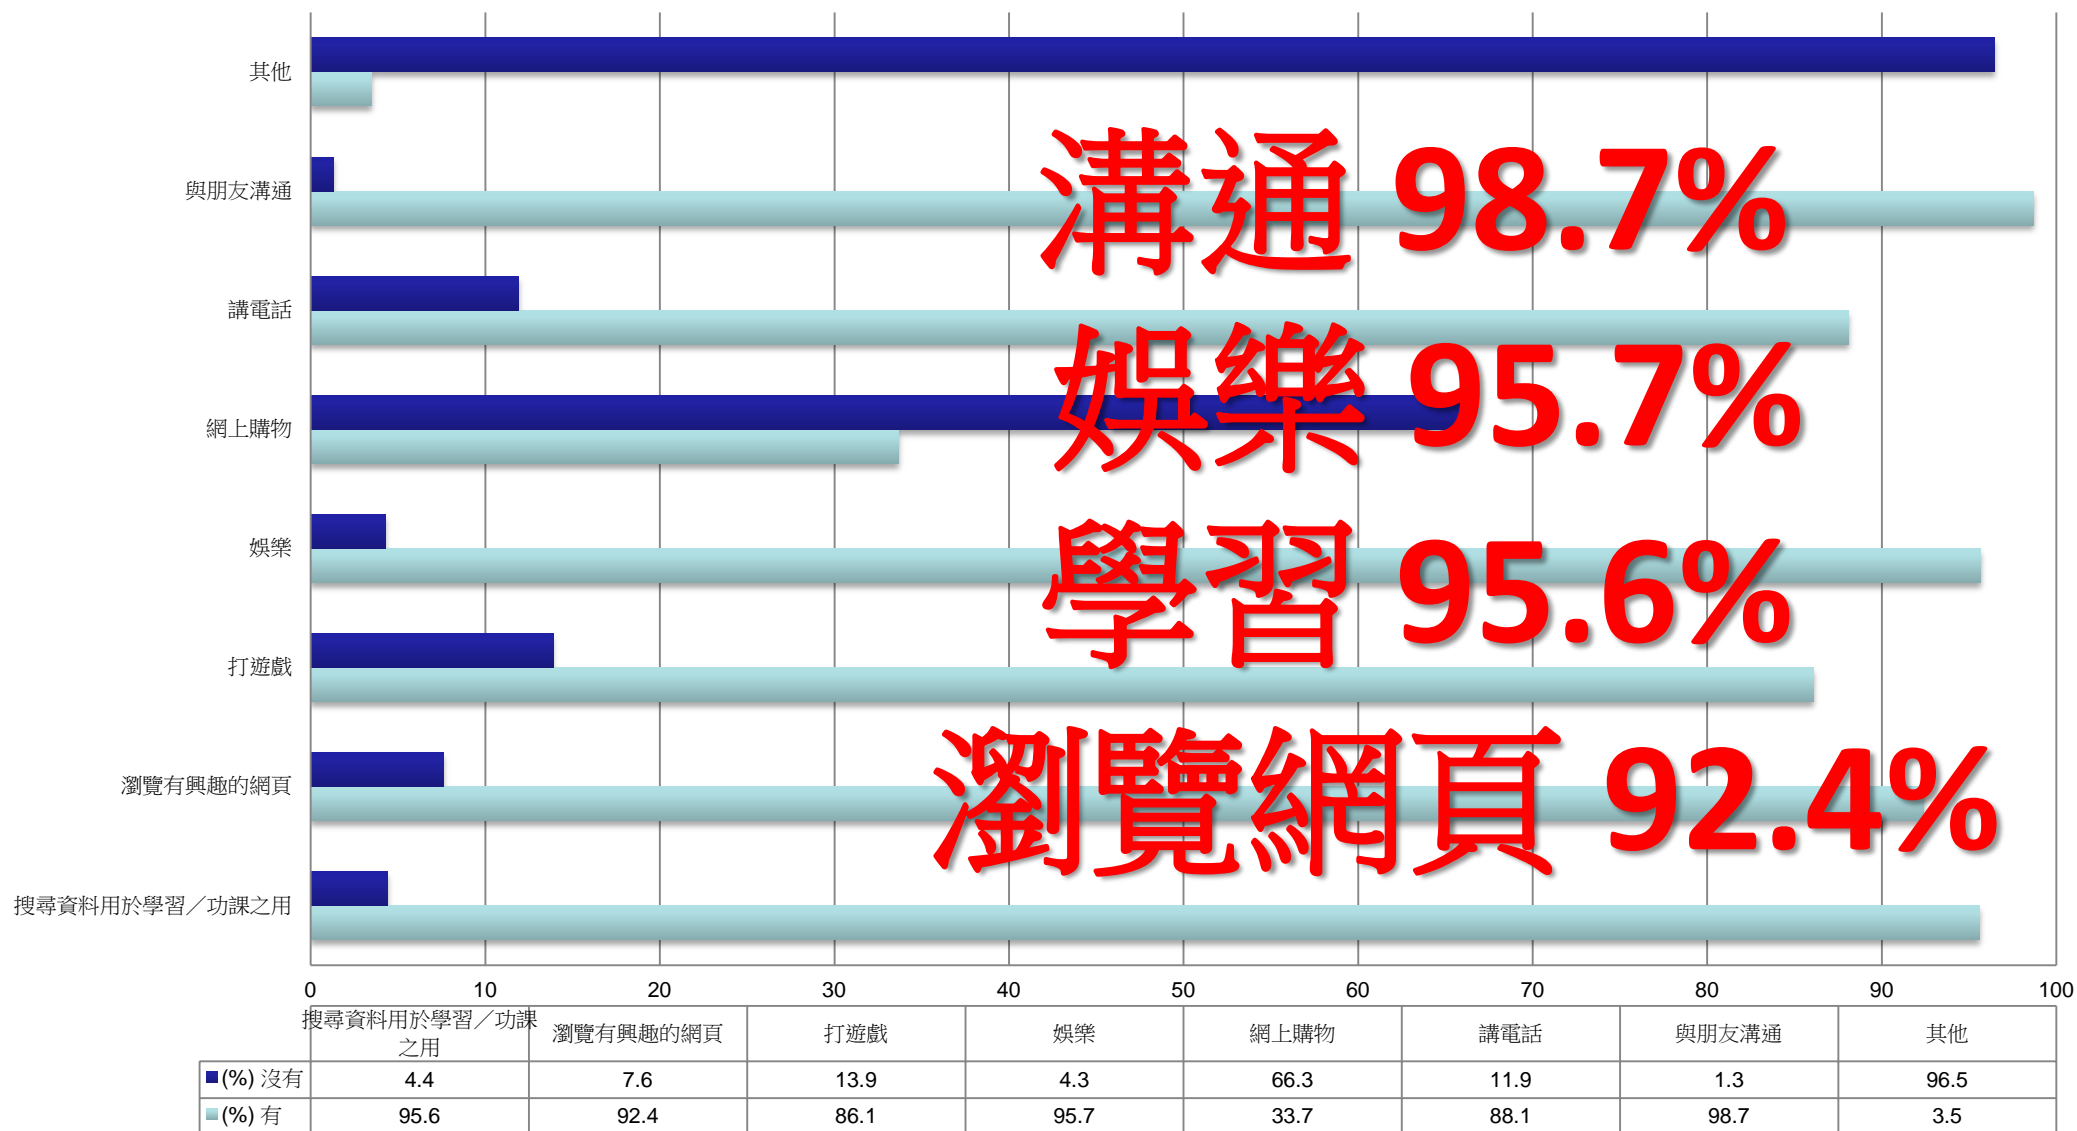 其他
與朋友溝通
講電話
網上購物
娛樂
打遊戲
瀏覽有興趣的網頁
搜尋資料用於學習／功課之用
溝通 98.7%
娛樂 95.7%
學習 95.6%
瀏覽網頁 92.4%
0 10 20 30 40 50 60 70 80 90 100
搜尋資料用於學習／功課之用 瀏覽有興趣的網頁 打遊戲 娛樂 網上購物 講電話 與朋友溝通 其他
(%) 沒有 4.4 7.6 13.9 4.3 66.3 11.9 1.3 96.5
(%) 有 95.6 92.4 86.1 95.7 33.7 88.1 98.7 3.5